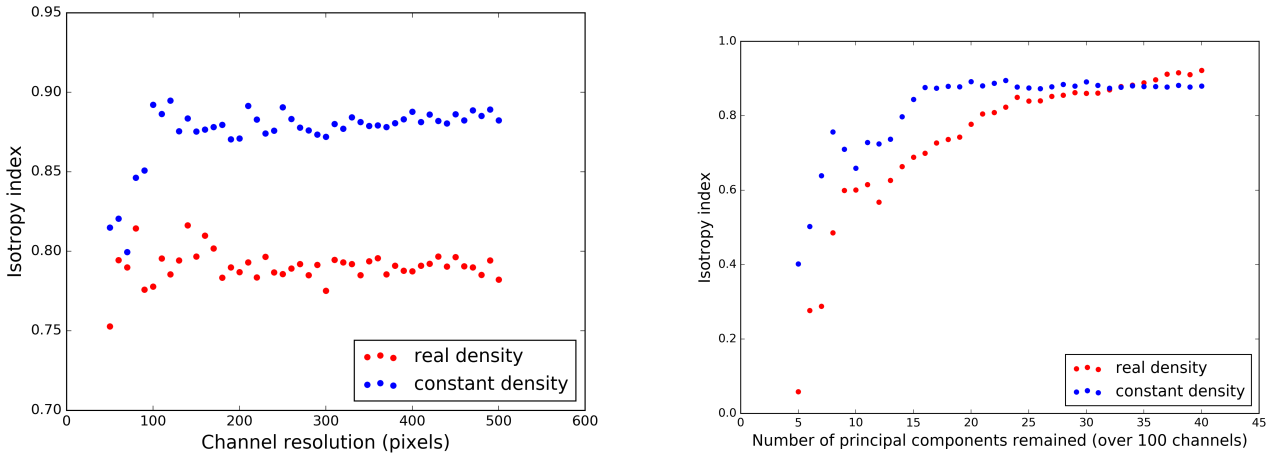 0.95
0.90
0.85
0.80
0.75
0.70
Isotropy index
0 100 200 300 400 500 600
Channel resolution (pixels)
real density
constant density
1.0
0.8
0.6
0.4
0.2
0.0
Isotropy index
0 5 10 15 20 25 30 35 40 45
Number of principal components remained (over 100 channels)
real density
constant density